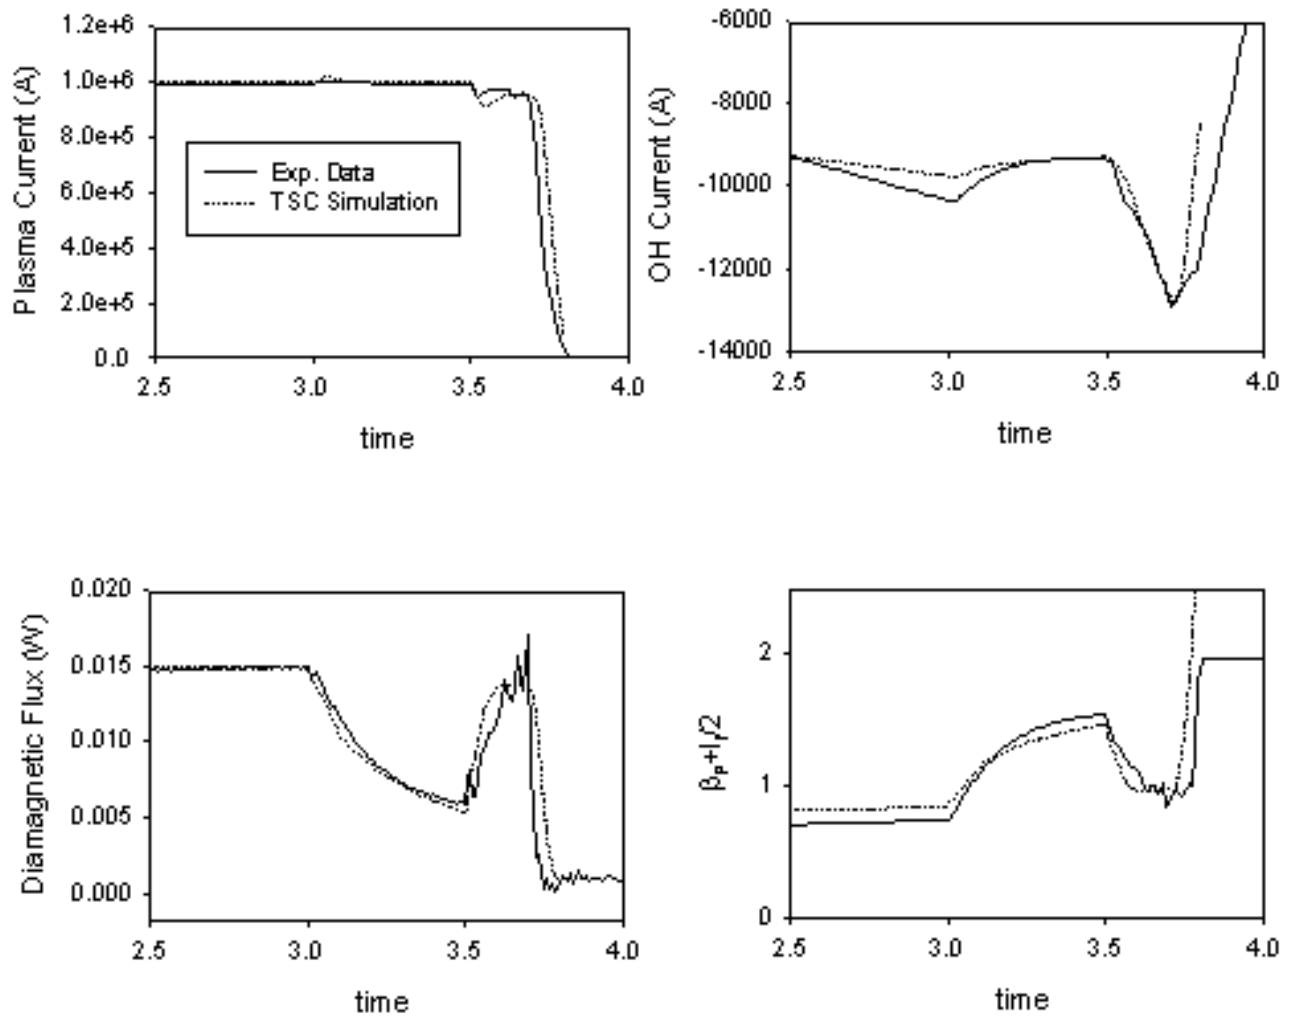 1.2e+6
1.0e+6
8.0e+5
6.0e+5
4.0e+5
2.0e+5
0.0
Plasma Current (A)
Exp. Data
TSC Simulation
2.5 3.0 3.5 4.0
time
-6000
-8000
-10000
-12000
-14000
OH Current (A)
2.5 3.0 3.5 4.0
time
0.020
0.015
0.010
0.005
0.000
Diamagnetic Flux (W)
2.5 3.0 3.5 4.0
time
2
1
0
βP+li/2
2.5 3.0 3.5 4.0
time